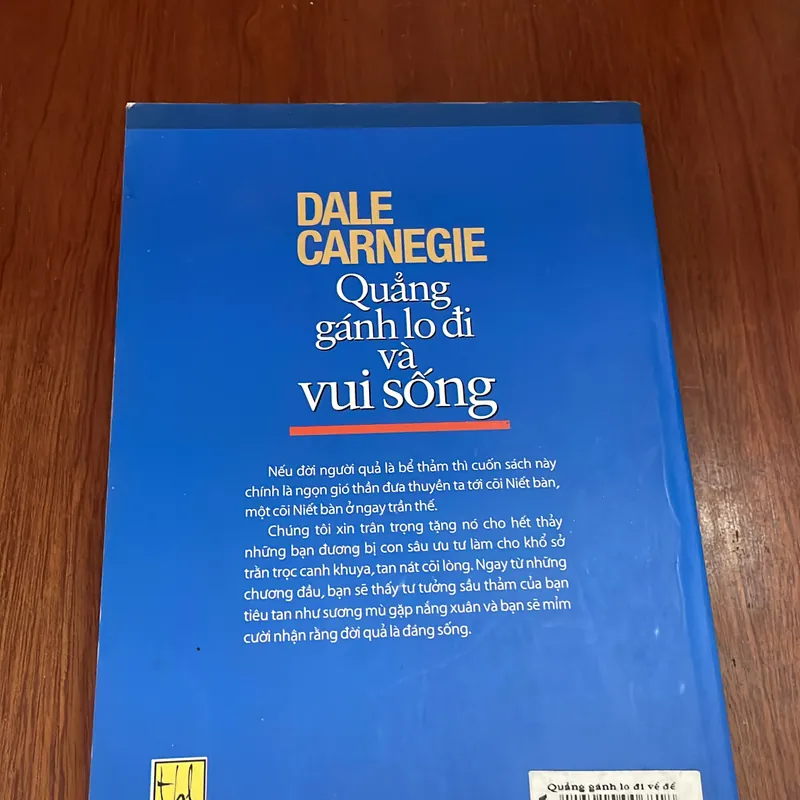 DALE
CARNEGIE
Quẳng
gánh lo đi
và
vui sống
Nếu đời người quả là bể thảm thì cuốn sách này
chính là ngọn gió thần đưa thuyền ta tới cõi Niết bàn,
một cõi Niết bàn ở ngay trần thế.
Chúng tôi xin trân trọng tặng nó cho hết thảy
những bạn đương bị con sâu ưu tư làm cho khổ sở
trằn trọc canh khuya, tan nát cõi lòng. Ngay từ những
chương đầu, bạn sẽ thấy tư tưởng sầu thảm của bạn
tiêu tan như sương mù gặp nắng xuân và bạn sẽ mỉm
cười nhận rằng đời quả là đáng sống.
Quẳng gánh lo đi về để